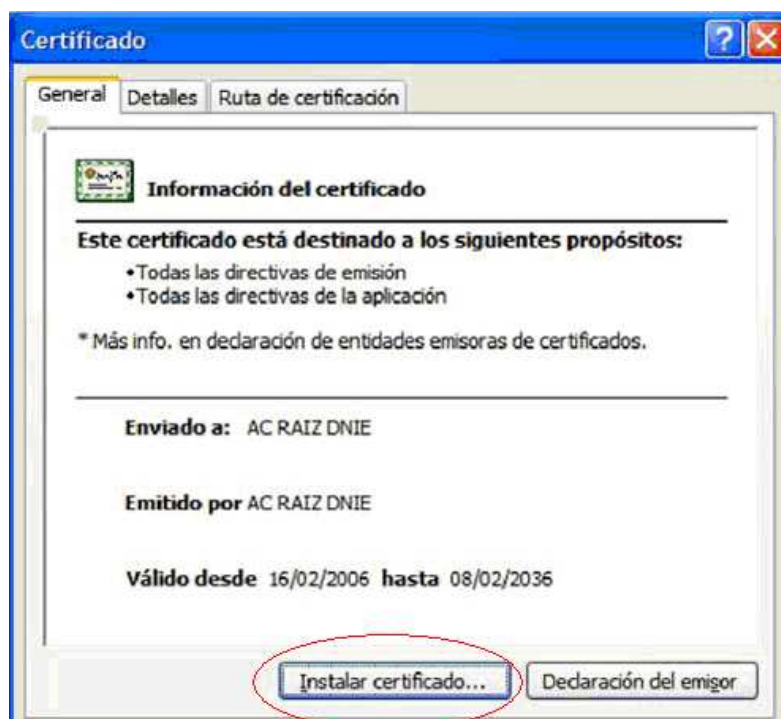 Certificado
General Detalles Ruta de certificación
Información del certificado
Este certificado está destinado a los siguientes propósitos:
•Todas las directivas de emisión
•Todas las directivas de la aplicación
* Más info. en declaración de entidades emisoras de certificados.
Enviado a: AC RAIZ DNIE
Emitido por AC RAIZ DNIE
Válido desde 16/02/2006 hasta 08/02/2036
Instalar certificado... Declaración del emisor